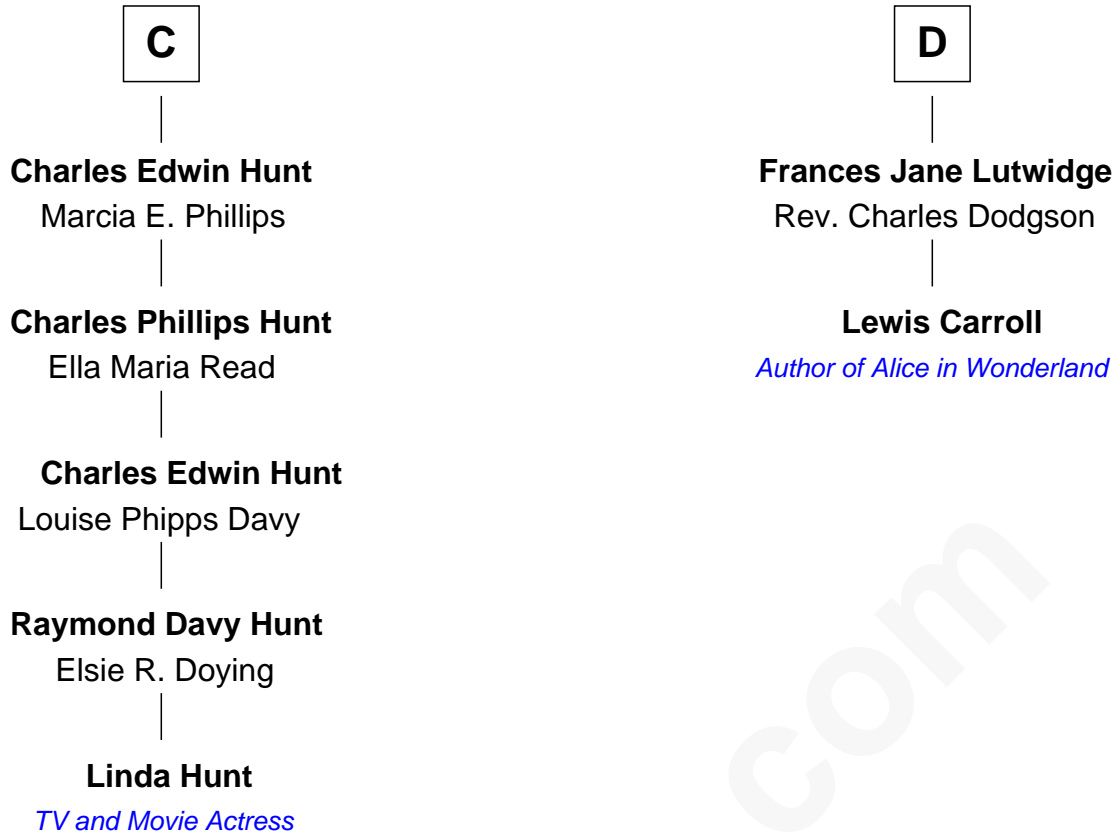 C
Charles Edwin Hunt
Marcia E. Phillips
Charles Phillips Hunt
Ella Maria Read
Charles Edwin Hunt
Louise Phipps Davy
Raymond Davy Hunt
Elsie R. Doying
Linda Hunt
TV and Movie Actress
D
Frances Jane Lutwidge
Rev. Charles Dodgson
Lewis Carroll
Author of Alice in Wonderland
com